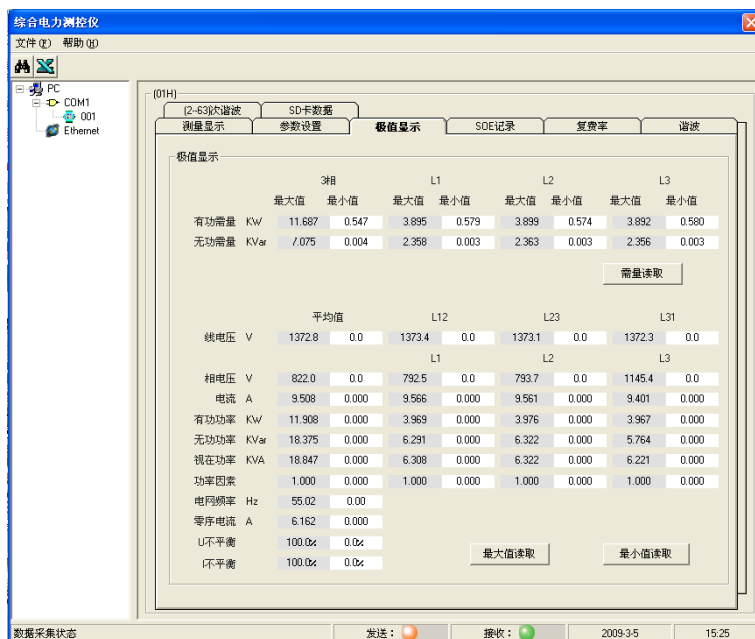 综合电力测控仪
文件(F) 帮助(H)
PC
COM1
001
Ethernet
(01H)
(2--63)次谐波 SD卡数据
测量显示 参数设置 极值显示 SOE记录 复费率 谐波
极值显示
3相 L1 L2 L3
最大值 最小值 最大值 最小值 最大值 最小值 最大值 最小值
有功需量 KW 11.687 0.547 3.895 0.579 3.899 0.574 3.892 0.580
无功需量 KVar 7.075 0.004 2.358 0.003 2.363 0.003 2.356 0.003
需量读取
平均值 L12 L23 L31
线电压 V 1372.8 0.0 1373.4 0.0 1373.1 0.0 1372.3 0.0
L1 L2 L3
相电压 V 822.0 0.0 792.5 0.0 793.7 0.0 1145.4 0.0
电流 A 9.508 0.000 9.566 0.000 9.561 0.000 9.401 0.000
有功功率 KW 11.908 0.000 3.969 0.000 3.976 0.000 3.967 0.000
无功功率 KVar 18.375 0.000 6.291 0.000 6.322 0.000 5.764 0.000
视在功率 KVA 18.847 0.000 6.308 0.000 6.322 0.000 6.221 0.000
功率因素 1.000 0.000 1.000 0.000 1.000 0.000 1.000 0.000
电网频率 Hz 55.02 0.00
零序电流 A 6.162 0.000
U不平衡 100.0% 0.0%
I不平衡 100.0% 0.0%
最大值读取 最小值读取
数据采集状态 发送: 接收: 2009-3-5 15:25